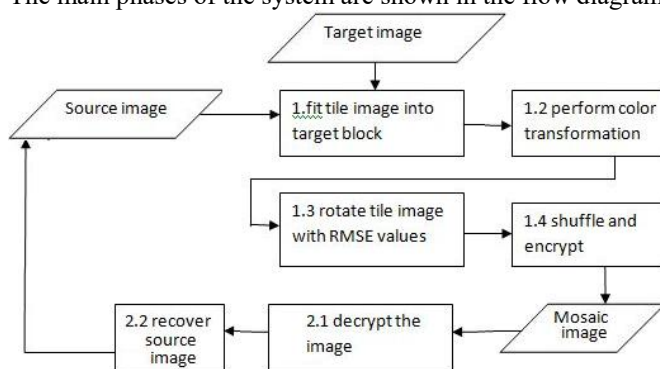 The main phases of the system are shown in the flow diagram
Target image
Source image
1.fit tile image into
target block
1.2 perform color
transformation
1.3 rotate tile image
with RMSE values
1.4 shuffle and
encrypt
Mosaic
image
2.1 decrypt the
image
2.2 recover
source
image